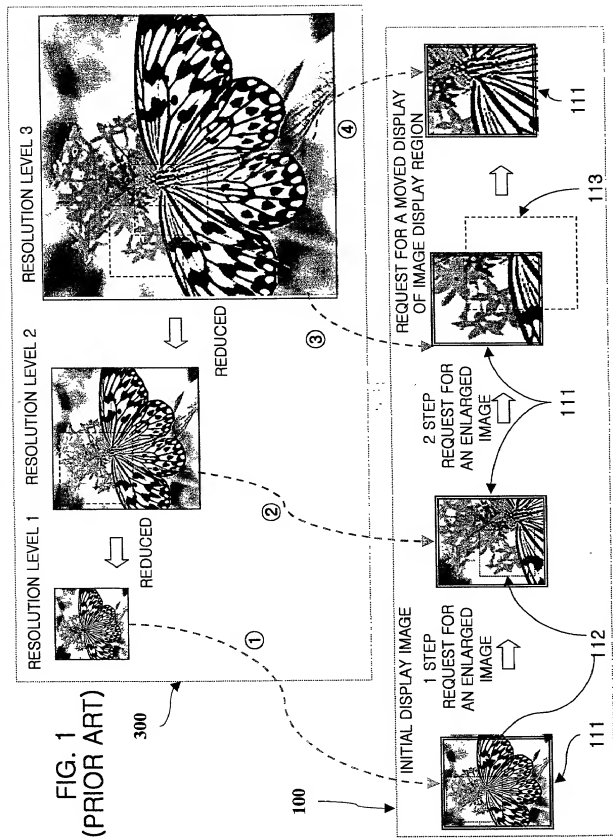 FIG. 1
(PRIOR ART)
300
RESOLUTION LEVEL 1
RESOLUTION LEVEL 2
RESOLUTION LEVEL 3
REDUCED
REDUCED
①
②
③
④
100
INITIAL DISPLAY IMAGE
1 STEP
REQUEST FOR
AN ENLARGED
IMAGE
2 STEP
REQUEST FOR
AN ENLARGED
IMAGE
REQUEST FOR A MOVED DISPLAY
OF IMAGE DISPLAY REGION
111
112
111
113
111